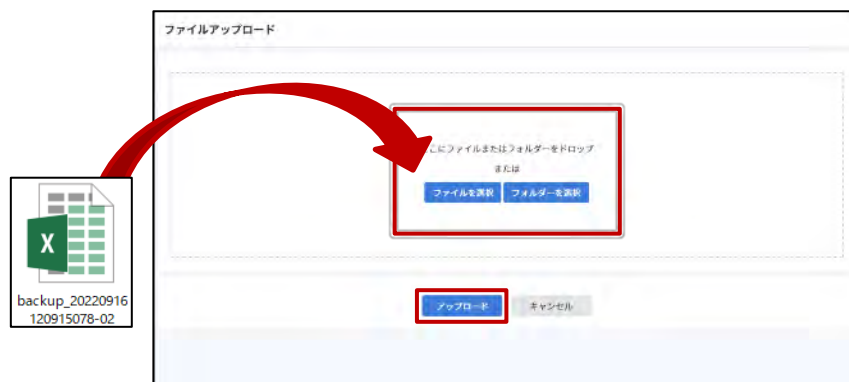 ファイルアップロード
こにファイルまたはフォルダーをドロップ
または
ファイルを選択 フォルダーを選択
X
backup_20220916
120915078-02
アップロード キャンセル